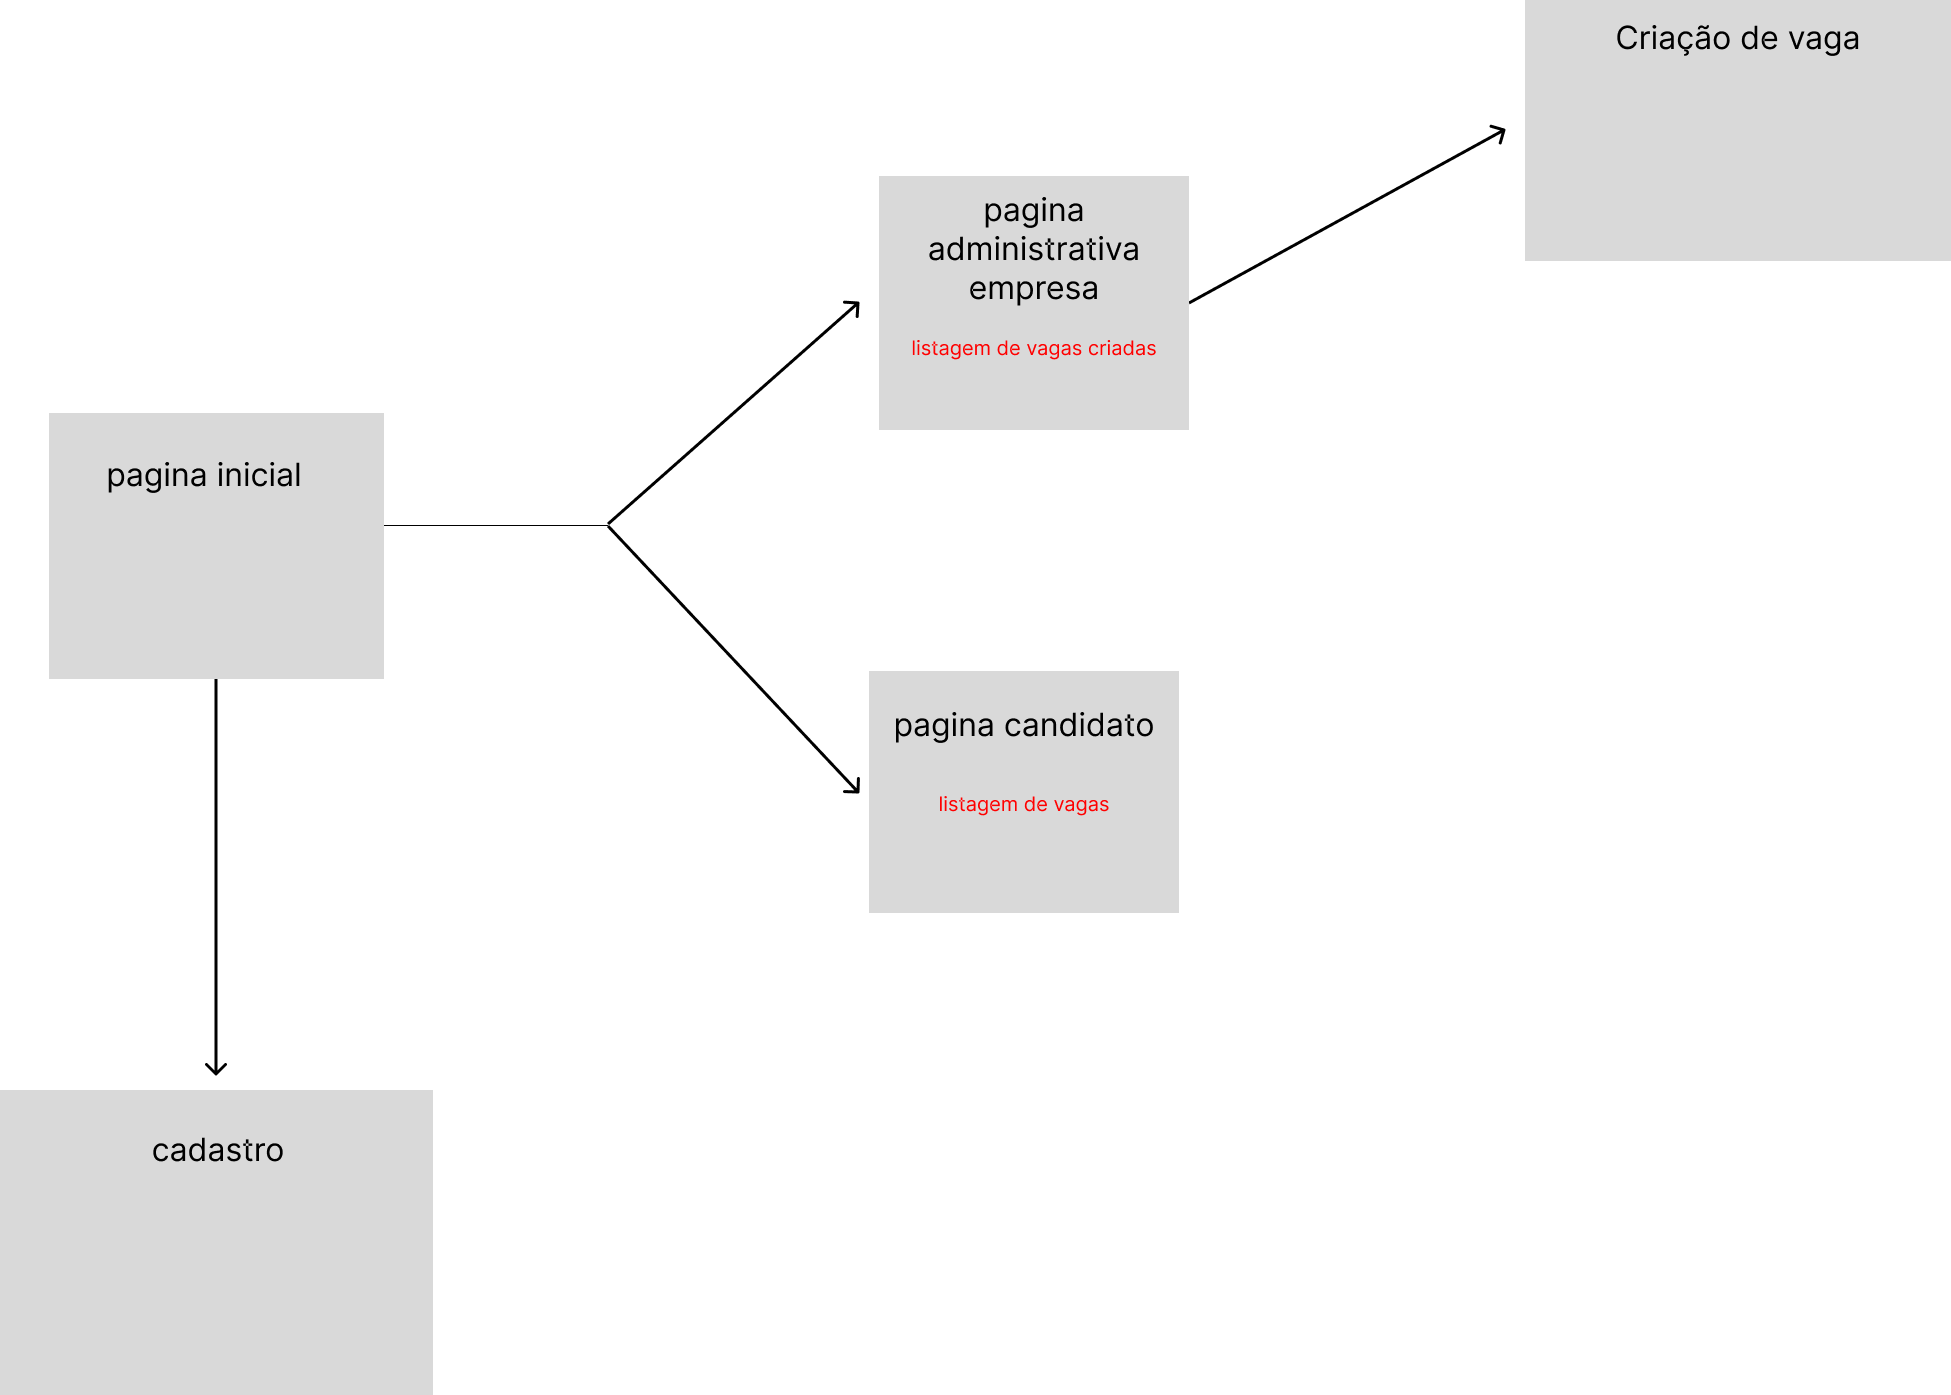 Criação de vaga
pagina
administrativa
empresa
listagem de vagas criadas
pagina inicial
pagina candidato
listagem de vagas
cadastro